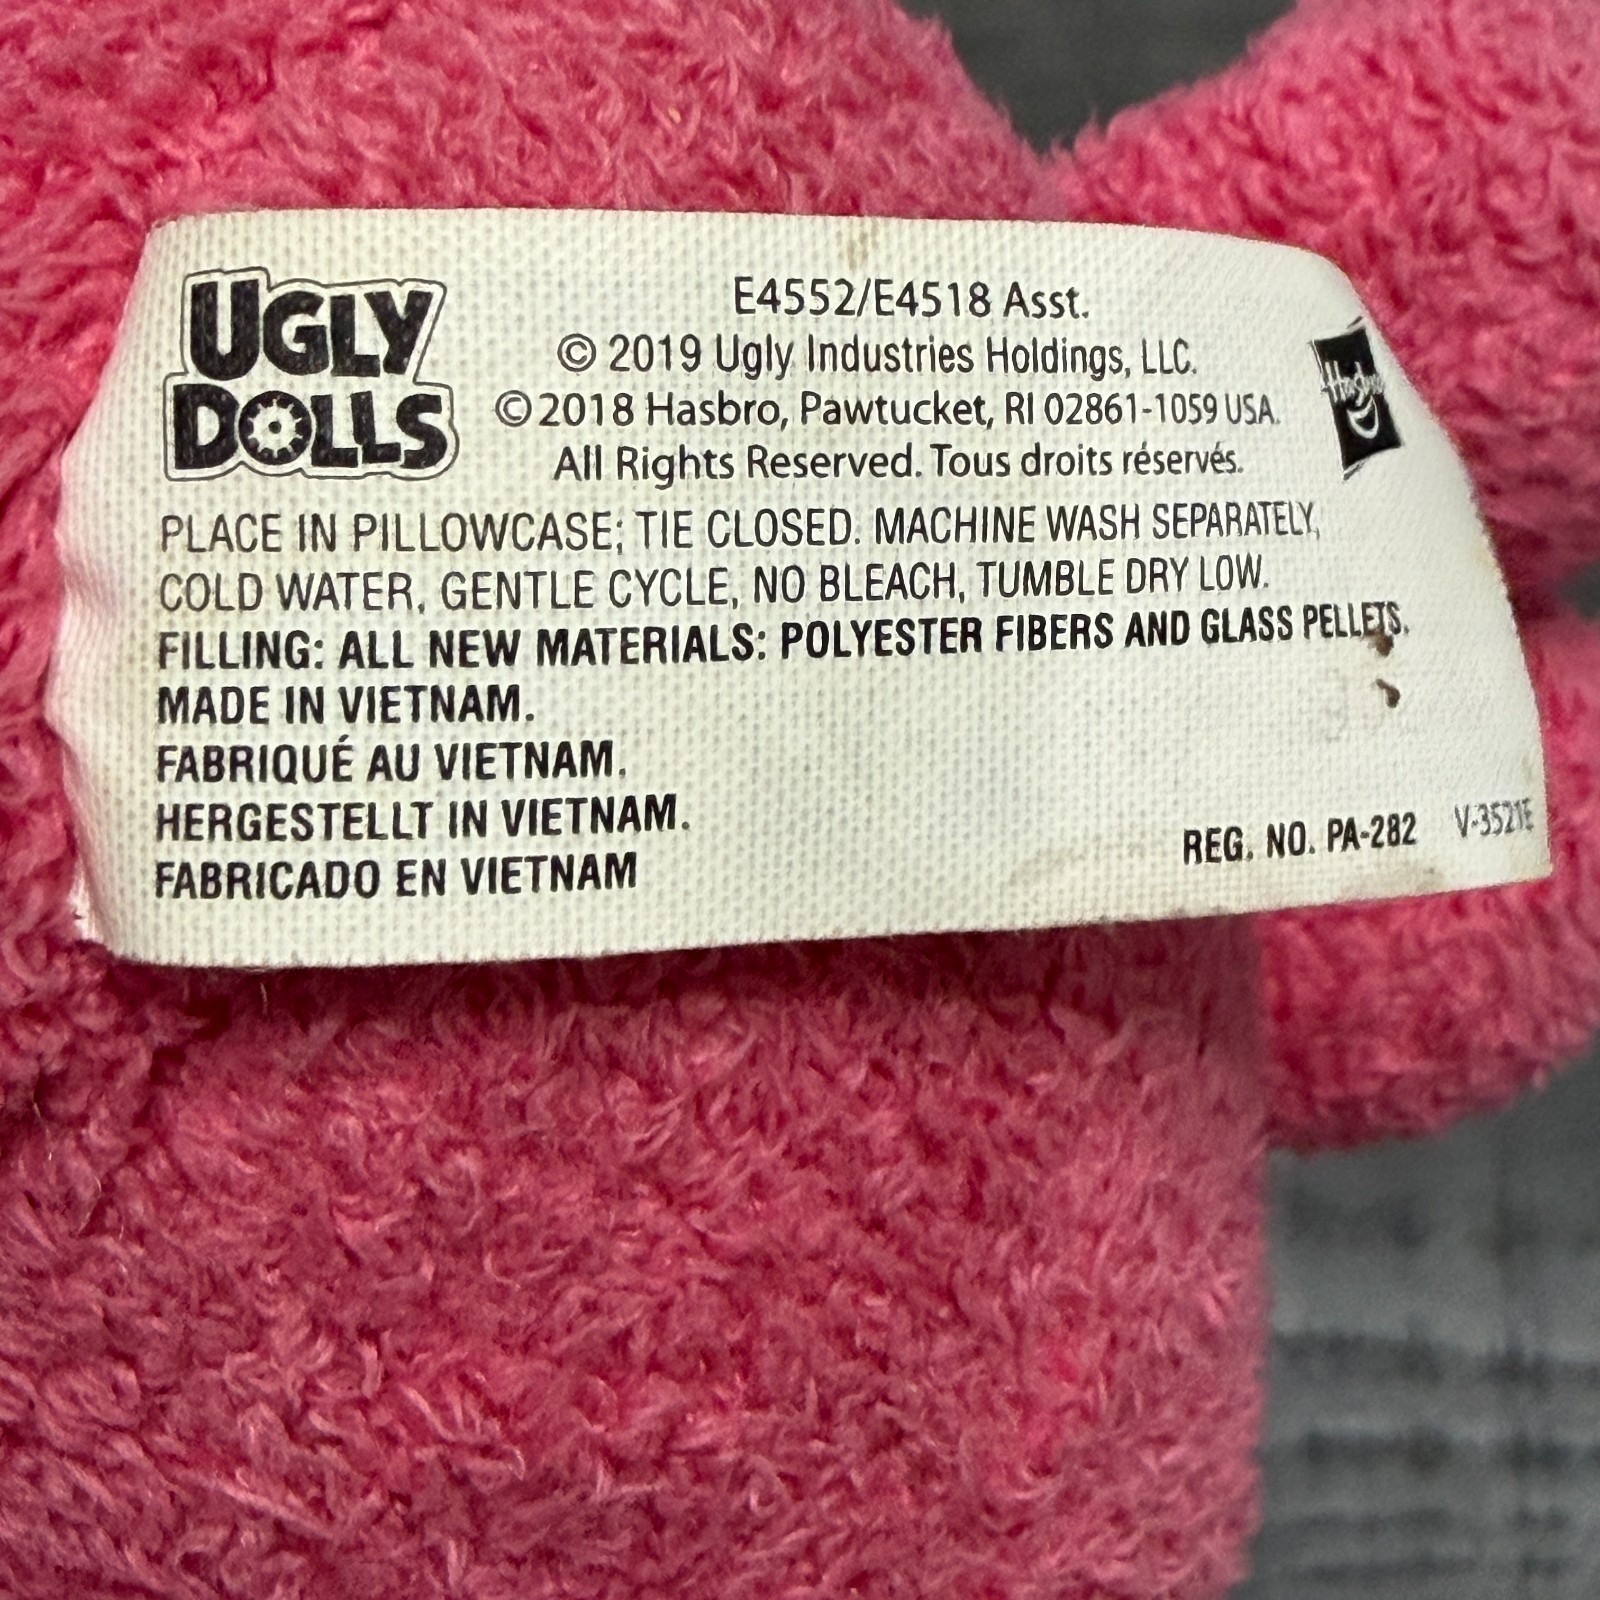 UGLY
DOLLS
E4552/E4518 Asst.
© 2019 Ugly Industries Holdings, LLC.
© 2018 Hasbro, Pawtucket, RI 02861-1059 USA.
All Rights Reserved. Tous droits réservés.
Hasbro
PLACE IN PILLOWCASE; TIE CLOSED. MACHINE WASH SEPARATELY,
COLD WATER, GENTLE CYCLE, NO BLEACH, TUMBLE DRY LOW.
FILLING: ALL NEW MATERIALS: POLYESTER FIBERS AND GLASS PELLETS.
MADE IN VIETNAM.
FABRIQUÉ AU VIETNAM.
HERGESTELLT IN VIETNAM.
FABRICADO EN VIETNAM
REG. NO. PA-282 V-3521E